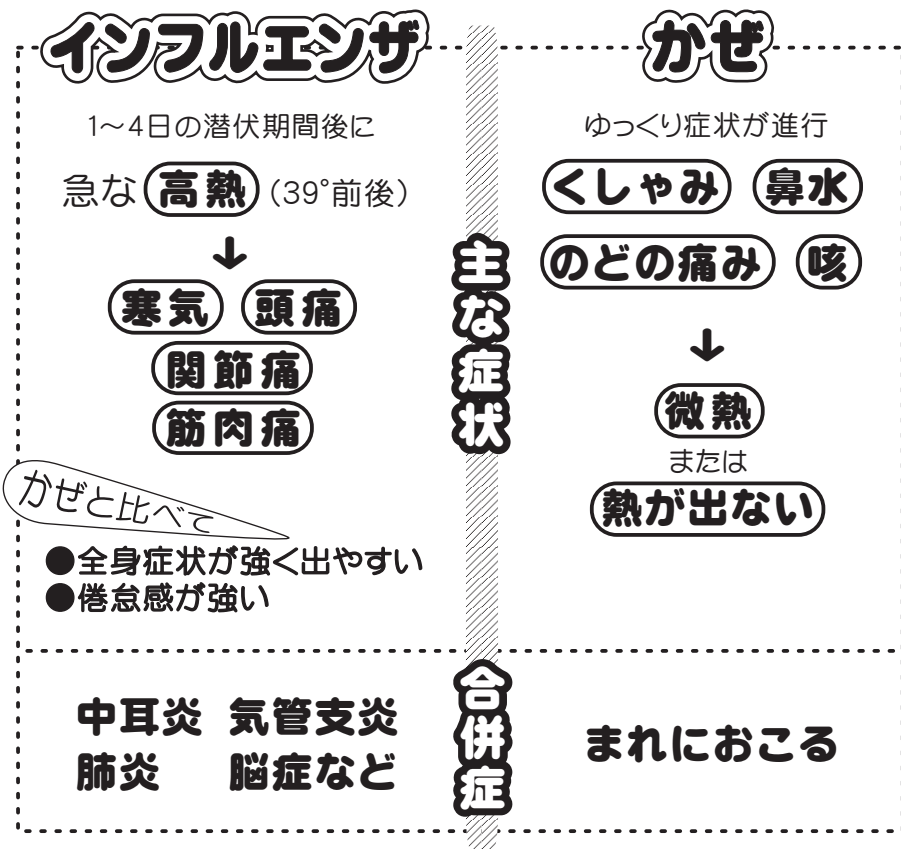 インフルエンザ
1～4日の潜伏期間後に
急な高熱（39°前後）
↓
寒気 頭痛
関節痛
筋肉痛
かぜと比べて
●全身症状が強く出やすい
●倦怠感が強い
中耳炎 気管支炎
肺炎 脳症など
主な症状
合併症
かぜ
ゆっくり症状が進行
くしゃみ 鼻水
のどの痛み 咳
↓
微熱
または
熱が出ない
まれにおこる